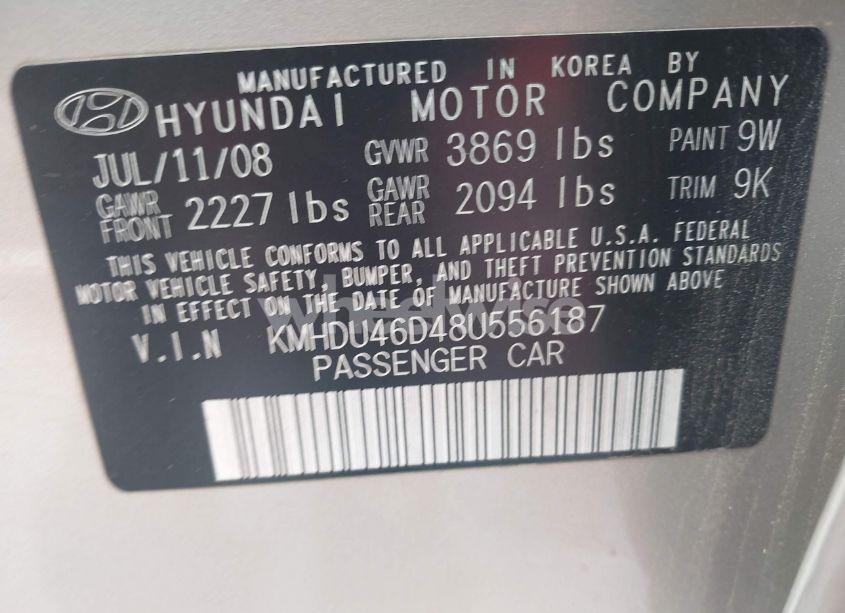 MANUFACTURED IN KOREA BY
HYUNDAI MOTOR COMPANY
JUL/11/08 GVWR 3869 lbs PAINT 9W
GAWR FRONT 2227 lbs GAWR REAR 2094 lbs TRIM 9K
THIS VEHICLE CONFORMS TO ALL APPLICABLE U.S.A. FEDERAL
MOTOR VEHICLE SAFETY, BUMPER, AND THEFT PREVENTION STANDARDS
IN EFFECT ON THE DATE OF MANUFACTURE SHOWN ABOVE
V.I.N KMHDU46D48U556187
PASSENGER CAR